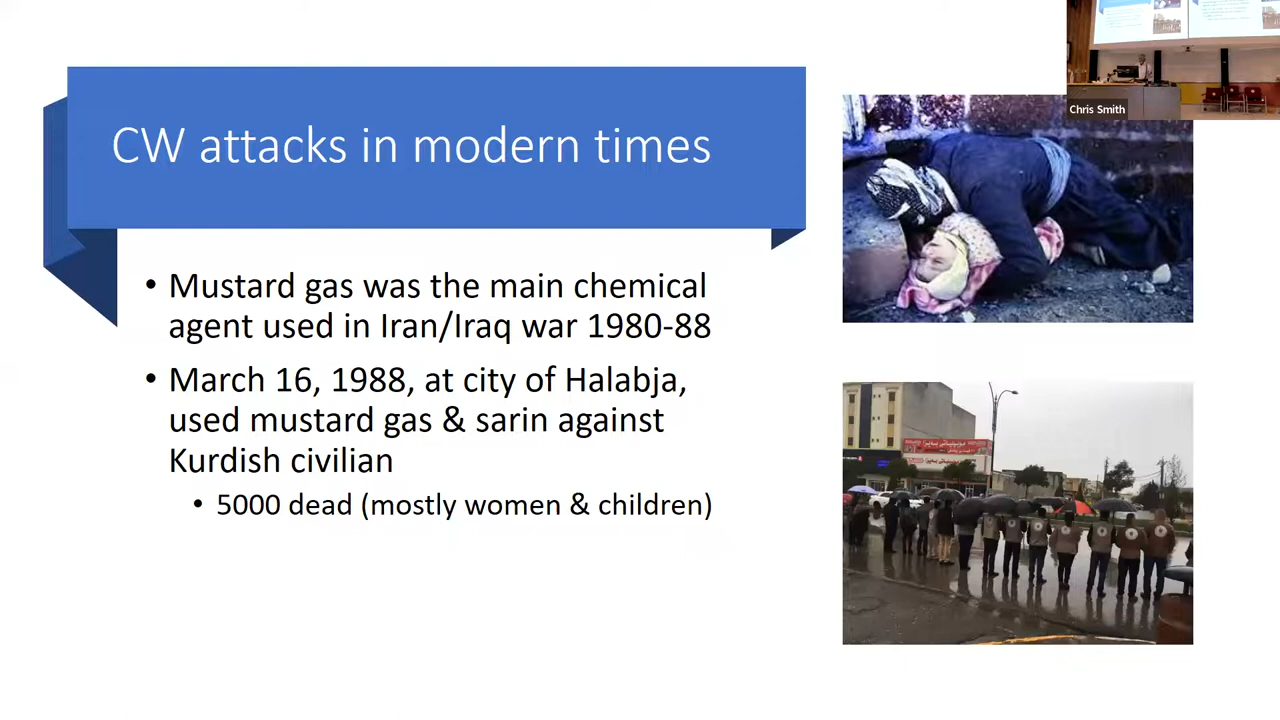 CW attacks in modern times
• Mustard gas was the main chemical
agent used in Iran/Iraq war 1980-88
• March 16, 1988, at city of Halabja,
used mustard gas & sarin against
Kurdish civilian
• 5000 dead (mostly women & children)
Chris Smith